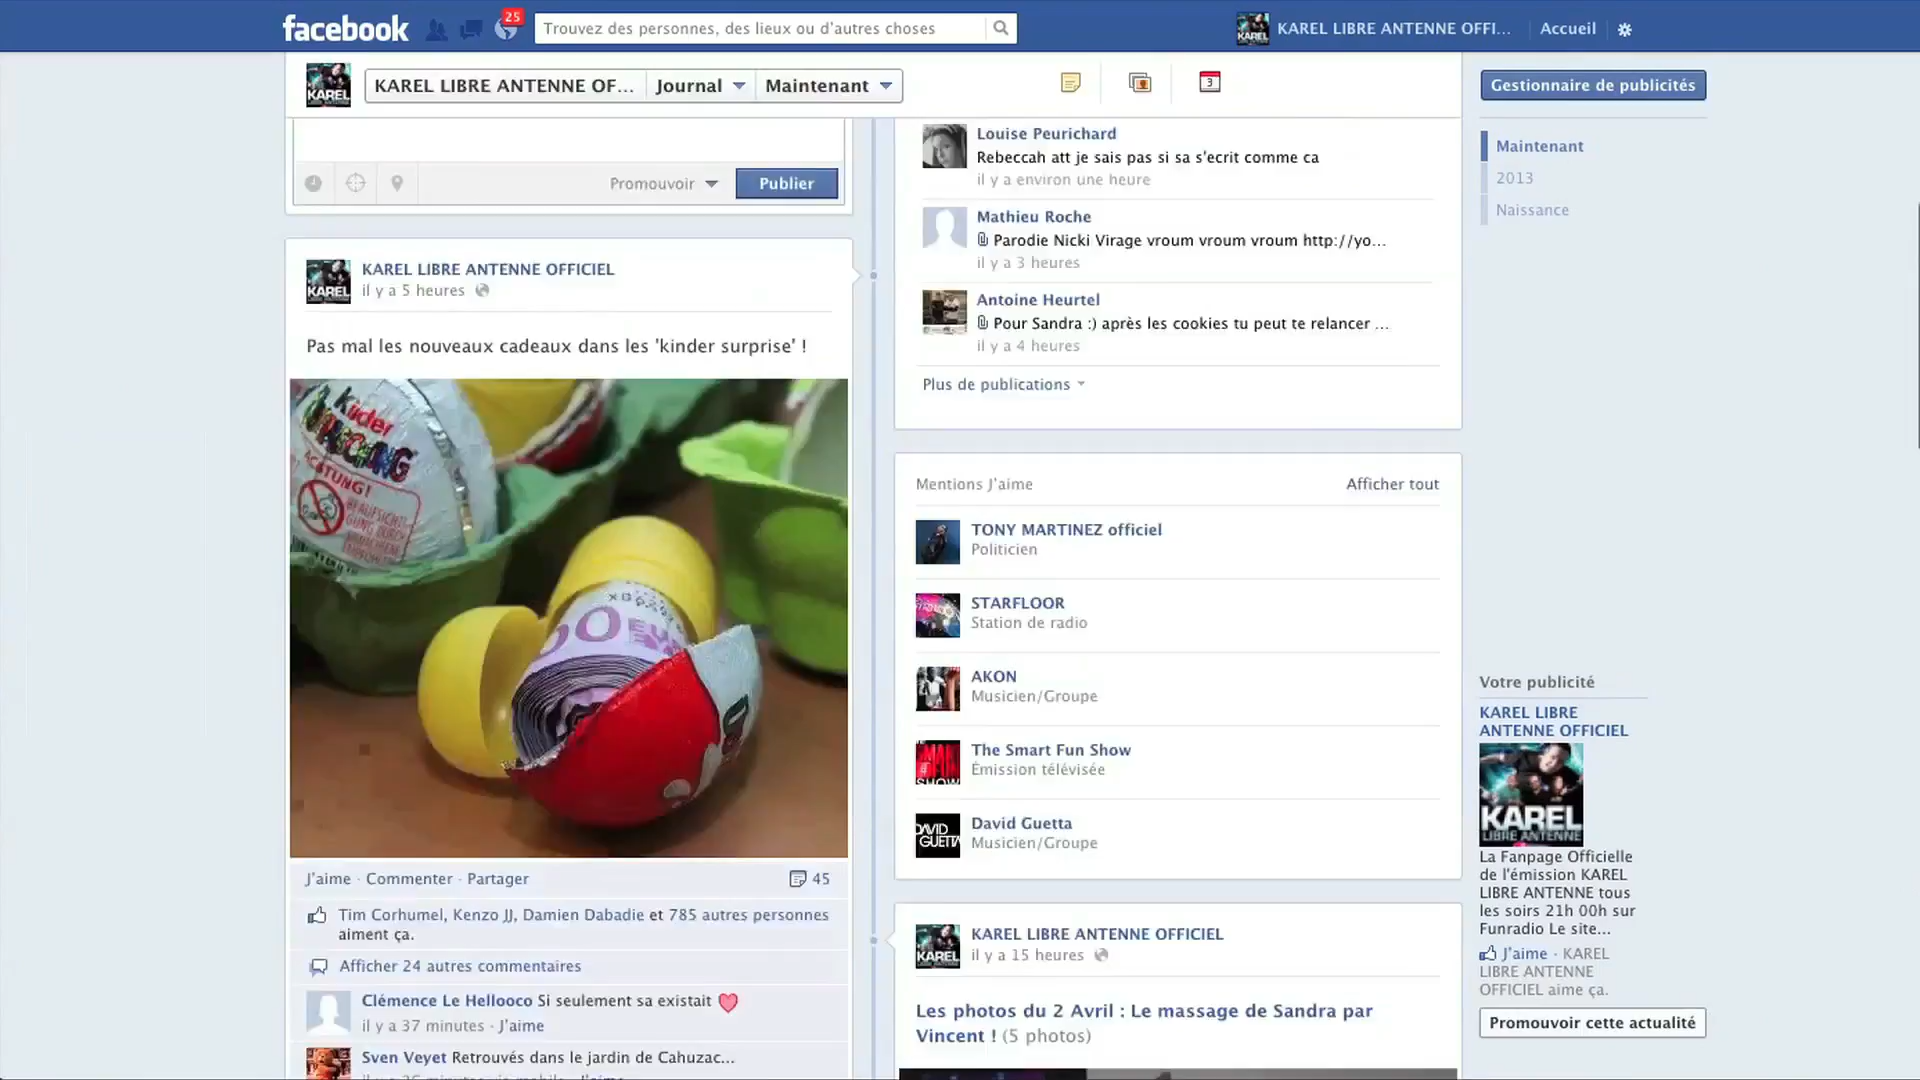 facebook
25
Trouvez des personnes, des lieux ou d'autres choses
KAREL LIBRE ANTENNE OFFI...
Accueil
KAREL LIBRE ANTENNE OF...
Journal
Maintenant
3
Promouvoir
Publier
KAREL
KAREL LIBRE ANTENNE OFFICIEL
il y a 5 heures
Pas mal les nouveaux cadeaux dans les 'kinder surprise' !
kinder
ACHTUNG!
J'aime · Commenter · Partager
45
Tim Corhumel, Kenzo JJ, Damien Dabadie et 785 autres personnes
aiment ça.
Afficher 24 autres commentaires
Clémence Le Hellooco Si seulement sa existait
il y a 37 minutes · J'aime
Sven Veyet Retrouvés dans le jardin de Cahuzac...
Louise Peurichard
Rebeccah att je sais pas si sa s'ecrit comme ca
il y a environ une heure
Mathieu Roche
Parodie Nicki Virage vroum vroum vroum http://yo...
il y a 3 heures
Antoine Heurtel
Pour Sandra :) après les cookies tu peut te relancer ...
il y a 4 heures
Plus de publications
Mentions J'aime
Afficher tout
TONY MARTINEZ officiel
Politicien
STARFLOOR
Station de radio
AKON
Musicien/Groupe
The Smart Fun Show
Émission télévisée
DAVID
GUETTA
David Guetta
Musicien/Groupe
KAREL
KAREL LIBRE ANTENNE OFFICIEL
il y a 15 heures
Les photos du 2 Avril : Le massage de Sandra par
Vincent ! (5 photos)
Gestionnaire de publicités
Maintenant
2013
Naissance
Votre publicité
KAREL LIBRE
ANTENNE OFFICIEL
KAREL
LIBRE ANTENNE
La Fanpage Officielle
de l'émission KAREL
LIBRE ANTENNE tous
les soirs 21h 00h sur
Funradio Le site...
J'aime · KAREL
LIBRE ANTENNE
OFFICIEL aime ça.
Promouvoir cette actualité